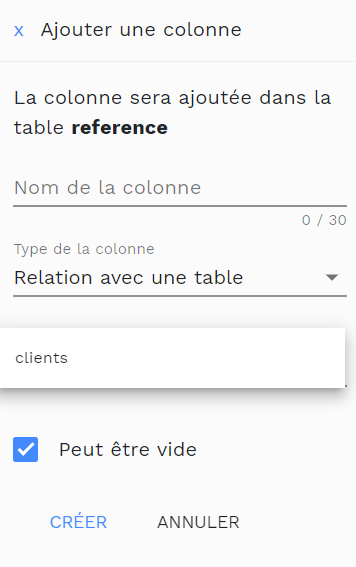 x Ajouter une colonne
La colonne sera ajoutée dans la
table reference
Nom de la colonne
0 / 30
Type de la colonne
Relation avec une table
clients
Peut être vide
CRÉER ANNULER